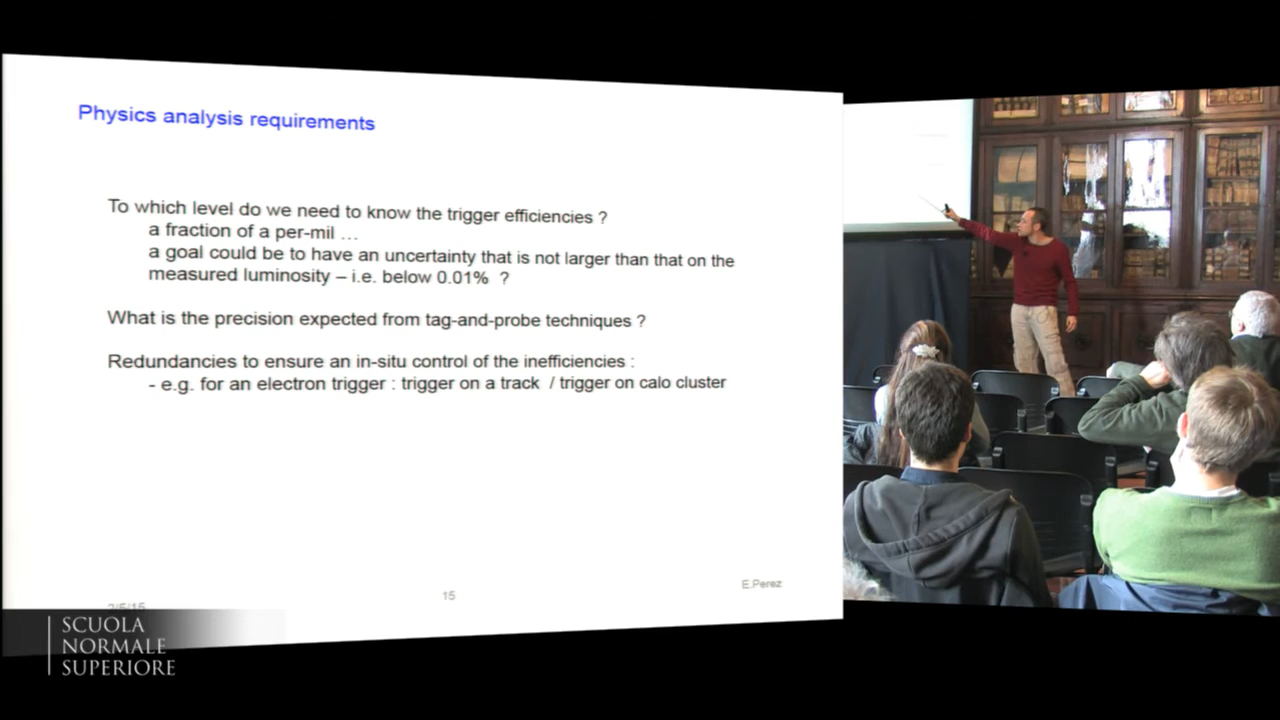 Physics analysis requirements
To which level do we need to know the trigger efficiencies ?
a fraction of a per-mil ...
a goal could be to have an uncertainty that is not larger than that on the
measured luminosity – i.e. below 0.01% ?
What is the precision expected from tag-and-probe techniques ?
Redundancies to ensure an in-situ control of the inefficiencies :
- e.g. for an electron trigger : trigger on a track / trigger on calo cluster
15
E.Perez
SCUOLA
NORMALE
SUPERIORE